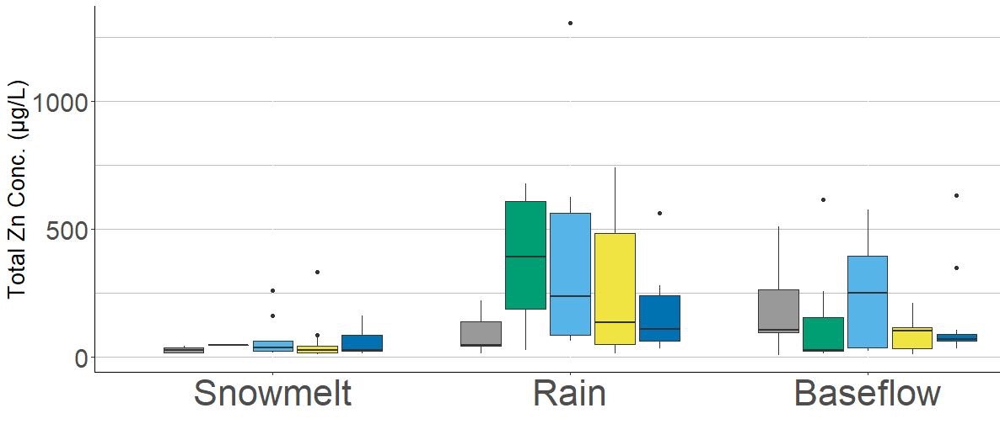 Total Zn Conc. (µg/L)
1000
500
0
Snowmelt Rain Baseflow